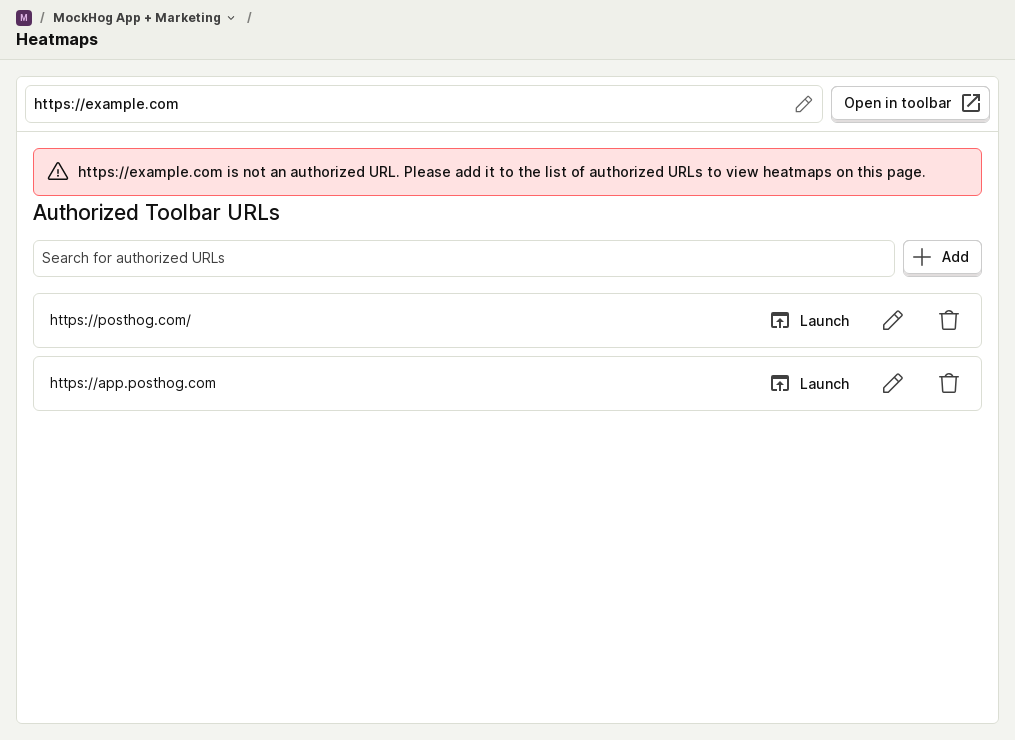 M / MockHog App + Marketing /
Heatmaps
https://example.com Open in toolbar
https://example.com is not an authorized URL. Please add it to the list of authorized URLs to view heatmaps on this page.
Authorized Toolbar URLs
Search for authorized URLs Add
https://posthog.com/ Launch
https://app.posthog.com Launch